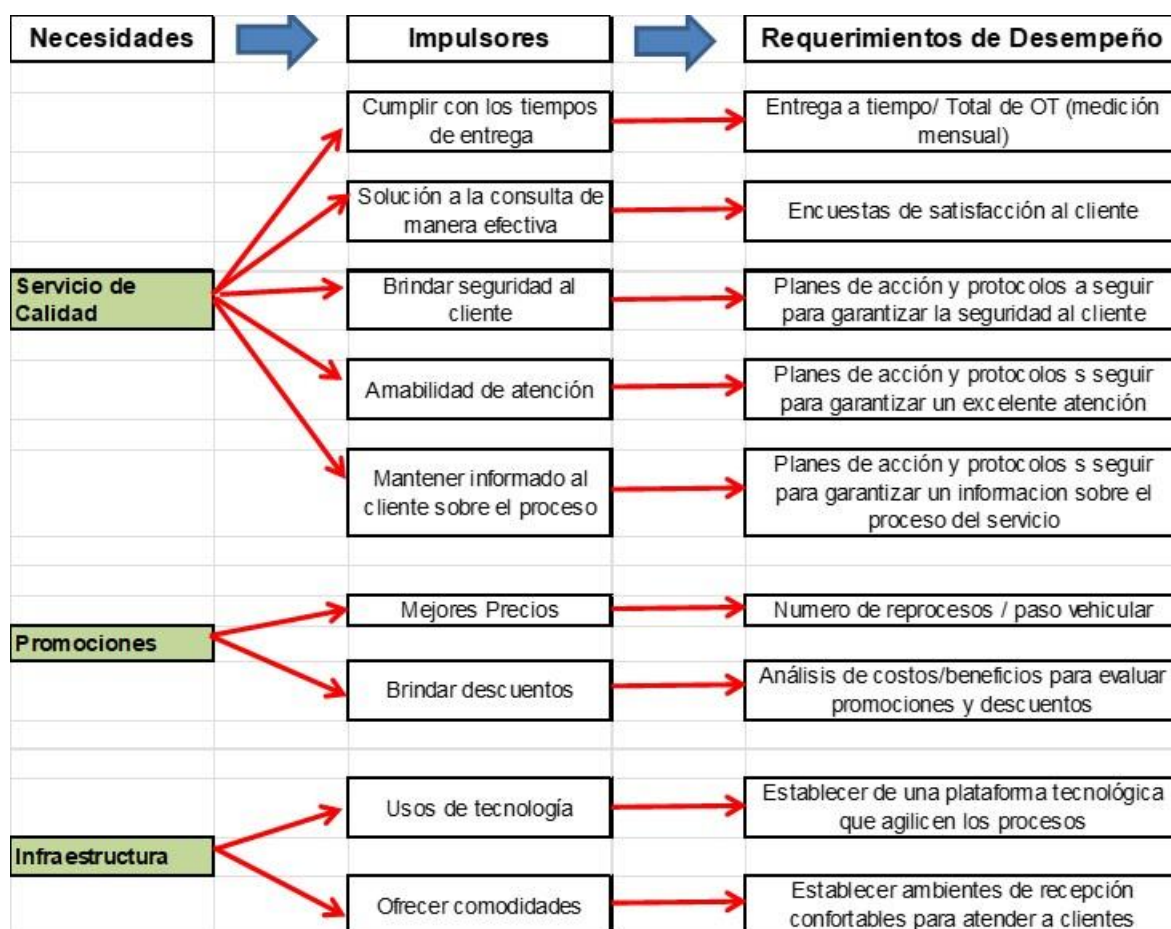 Necesidades
Impulsores
Requerimientos de Desempeño
Cumplir con los tiempos
de entrega
Entrega a tiempo/ Total de OT (medición
mensual)
Solución a la consulta de
manera efectiva
Encuestas de satisfacción al cliente
Servicio de
Calidad
Brindar seguridad al
cliente
Planes de acción y protocolos a seguir
para garantizar la seguridad al cliente
Amabilidad de atención
Planes de acción y protocolos s seguir
para garantizar un excelente atención
Mantener informado al
cliente sobre el proceso
Planes de acción y protocolos s seguir
para garantizar un informacion sobre el
proceso del servicio
Promociones
Mejores Precios
Numero de reprocesos / paso vehicular
Brindar descuentos
Análisis de costos/beneficios para evaluar
promociones y descuentos
Infraestructura
Usos de tecnología
Establecer de una plataforma tecnológica
que agilicen los procesos
Ofrecer comodidades
Establecer ambientes de recepción
confortables para atender a clientes